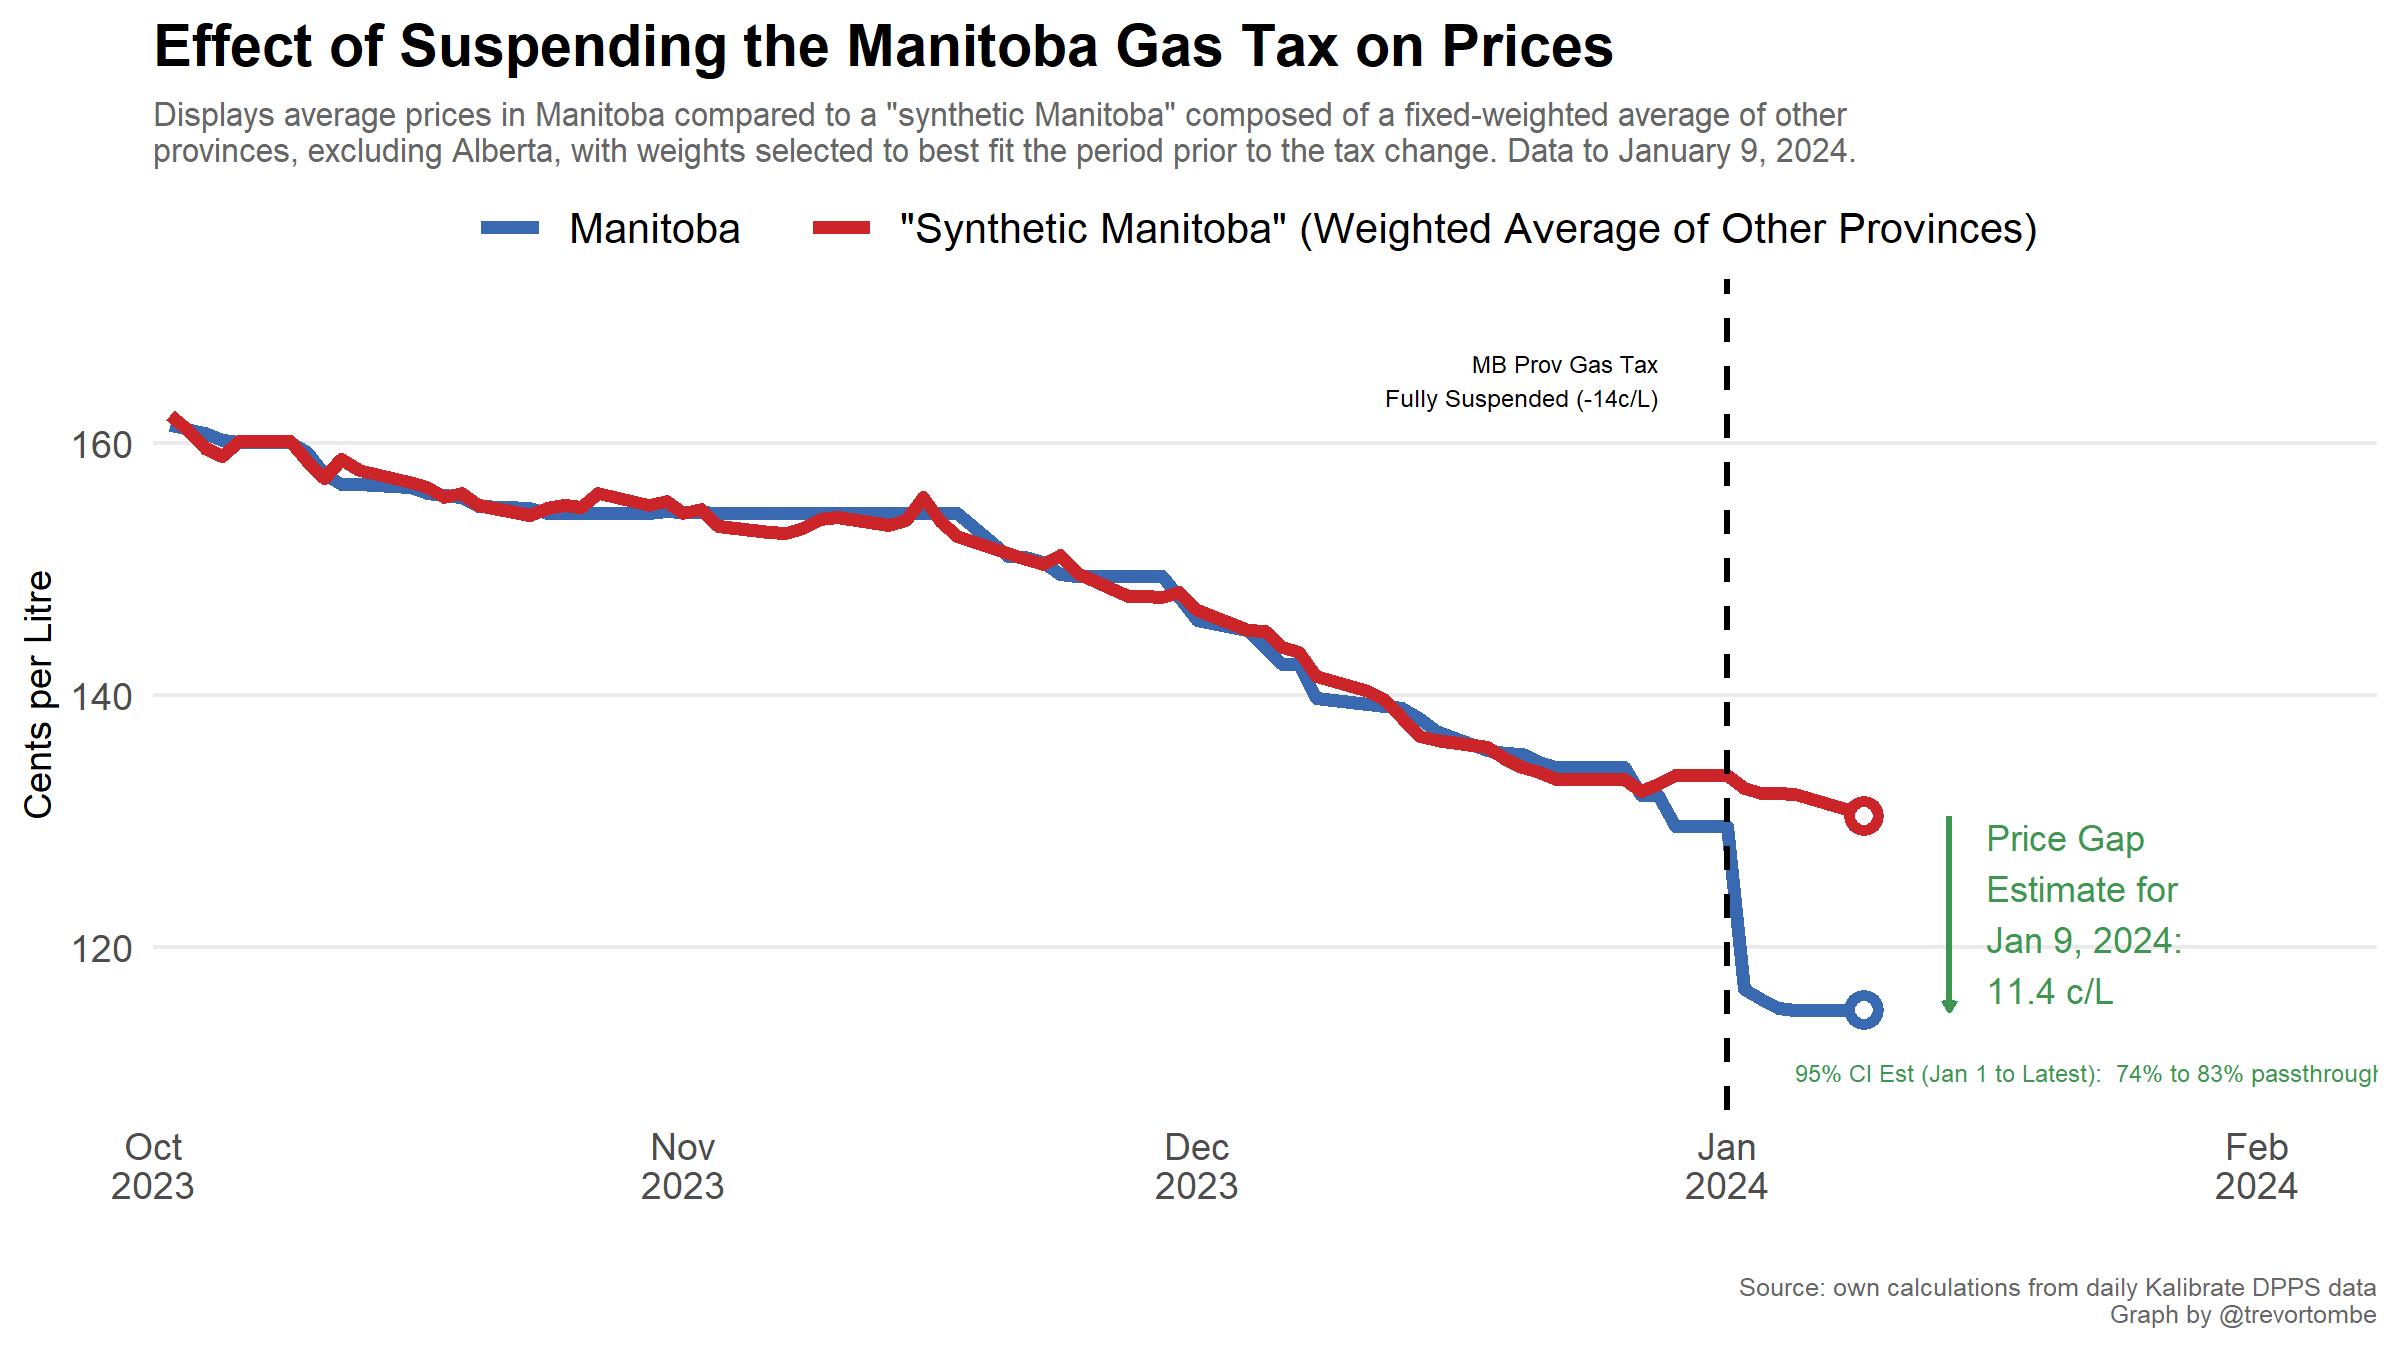 Effect of Suspending the Manitoba Gas Tax on Prices
Displays average prices in Manitoba compared to a "synthetic Manitoba" composed of a fixed-weighted average of other
provinces, excluding Alberta, with weights selected to best fit the period prior to the tax change. Data to January 9, 2024.
Manitoba
"Synthetic Manitoba" (Weighted Average of Other Provinces)
MB Prov Gas Tax
Fully Suspended (-14c/L)
160
140
120
Cents per Litre
Price Gap
Estimate for
Jan 9, 2024:
11.4 c/L
95% CI Est (Jan 1 to Latest):  74% to 83% passthrough
Oct
2023
Nov
2023
Dec
2023
Jan
2024
Feb
2024
Source: own calculations from daily Kalibrate DPPS data
Graph by @trevortombe